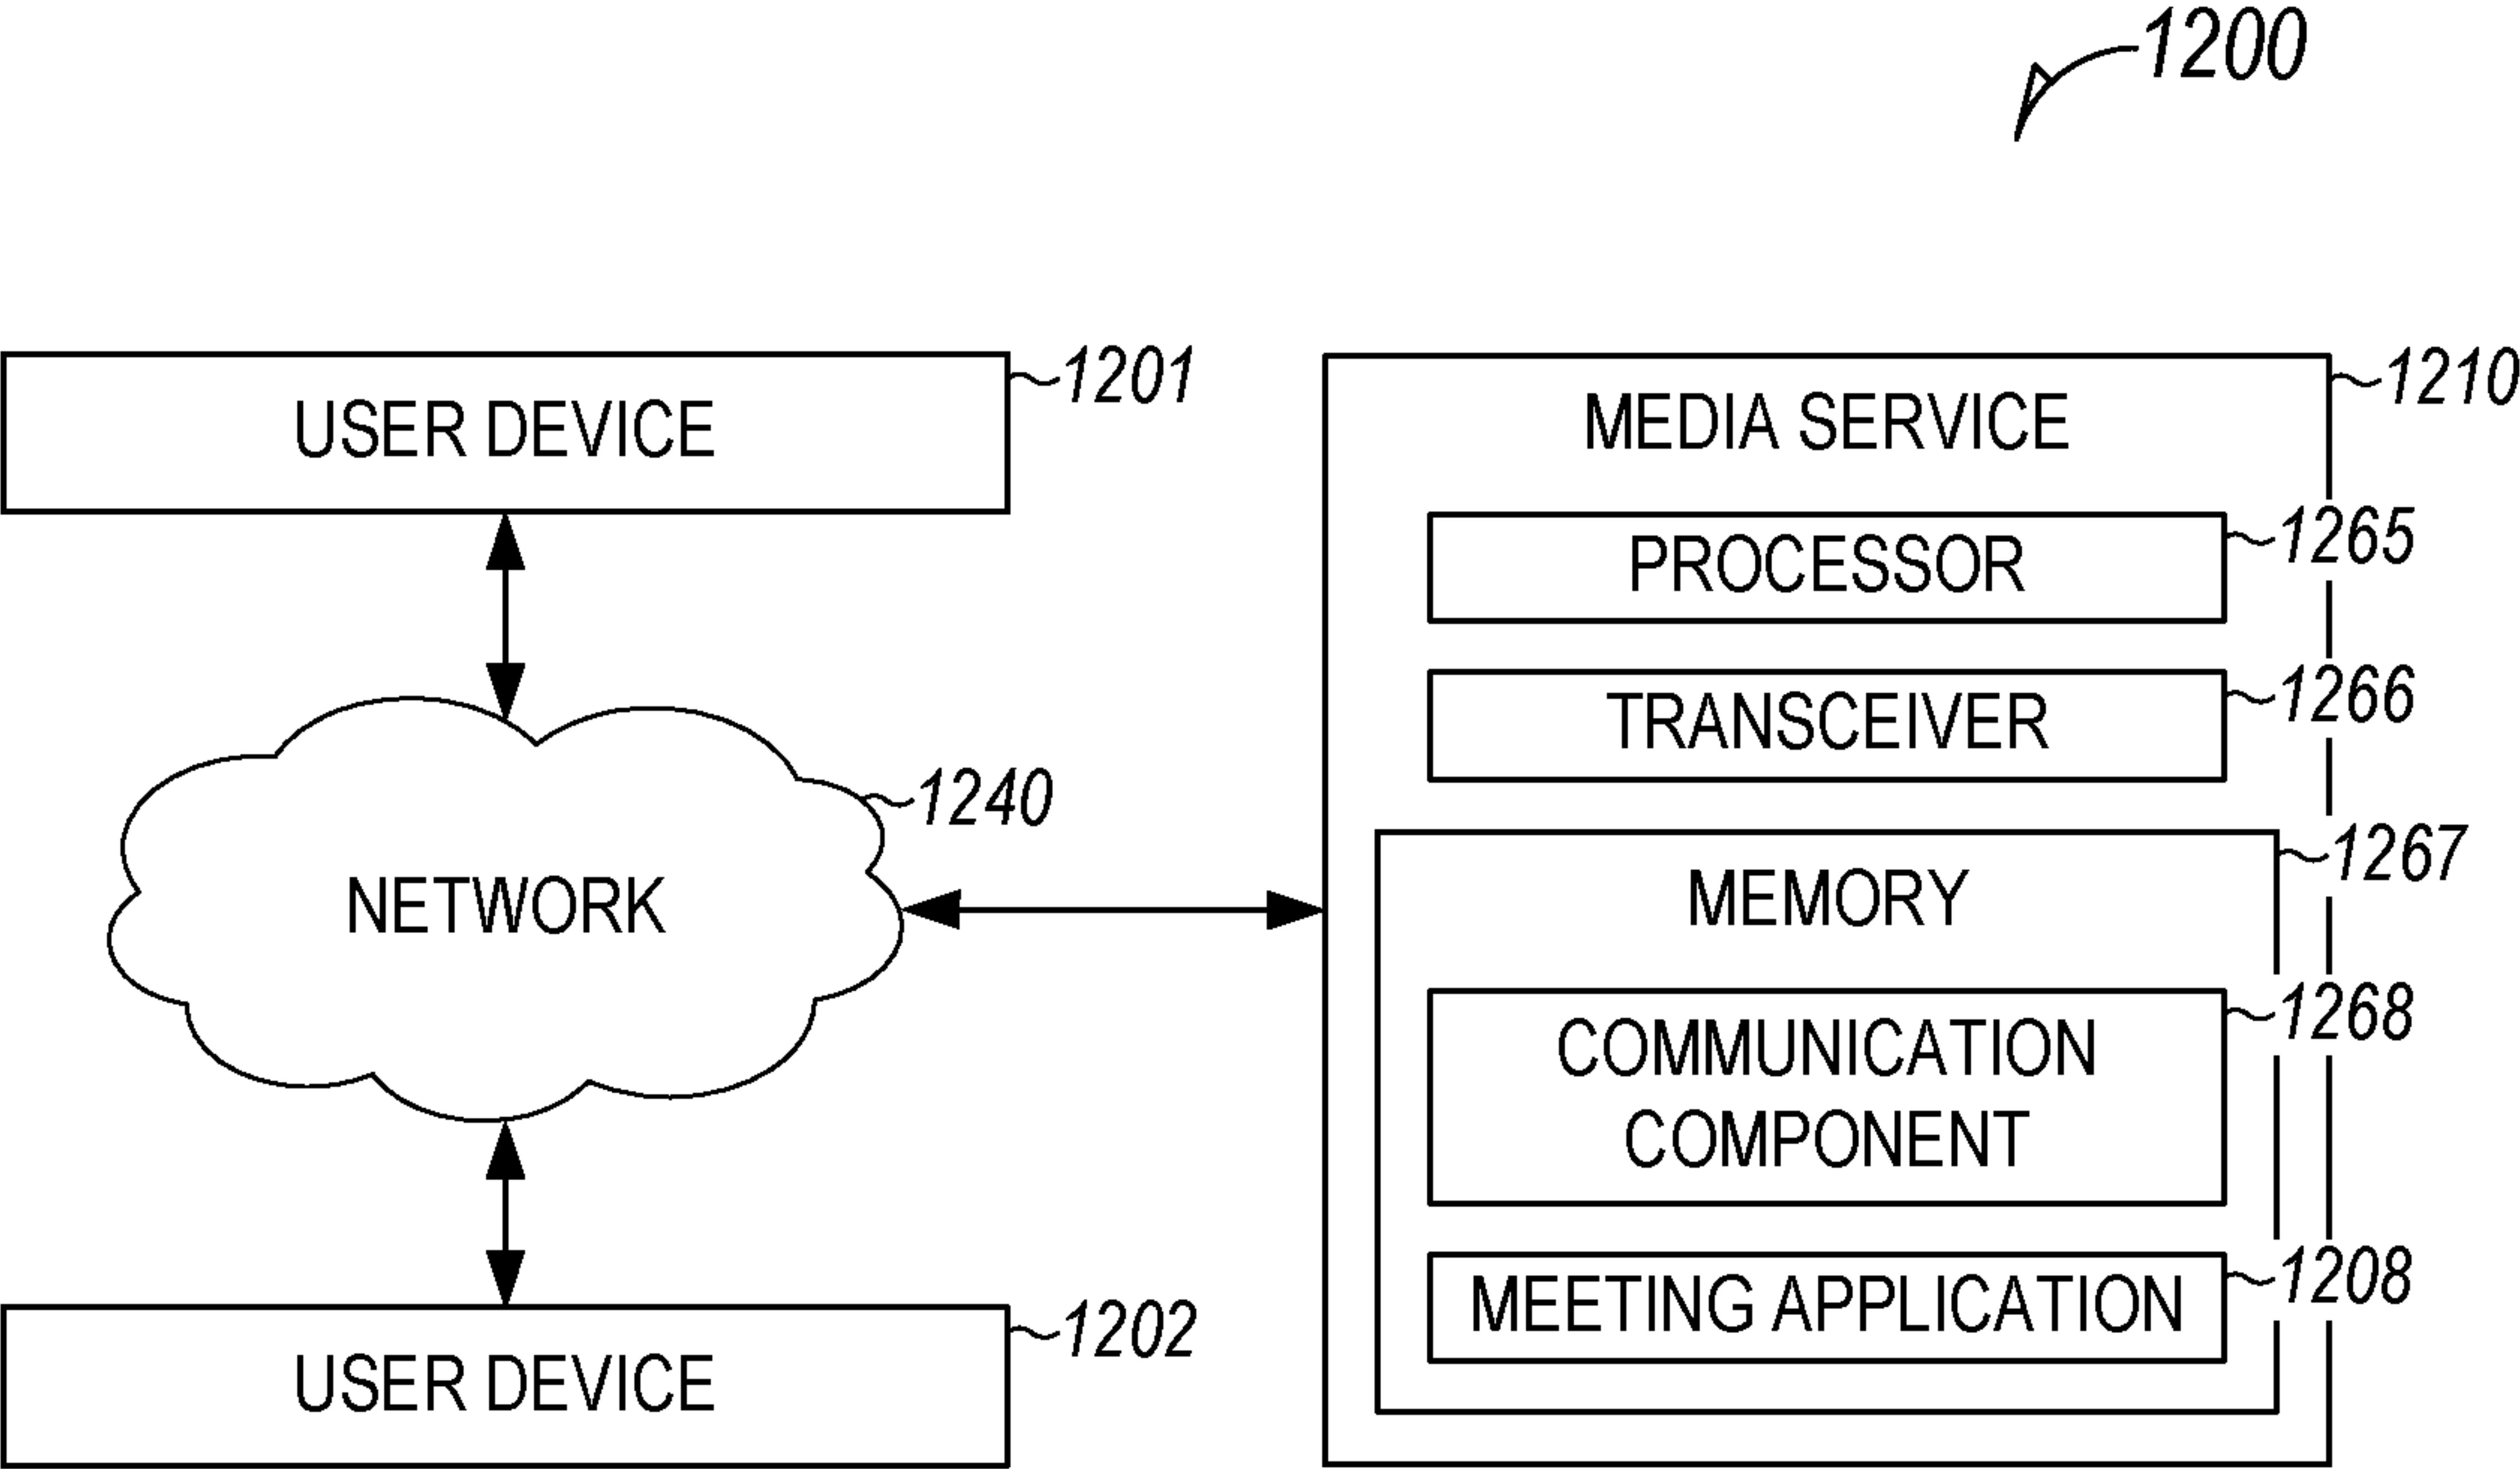 1200
USER DEVICE
1201
MEDIA SERVICE
1210
PROCESSOR
1265
TRANSCEIVER
1266
NETWORK
1240
MEMORY
1267
COMMUNICATION
COMPONENT
1268
MEETING APPLICATION
1208
USER DEVICE
1202